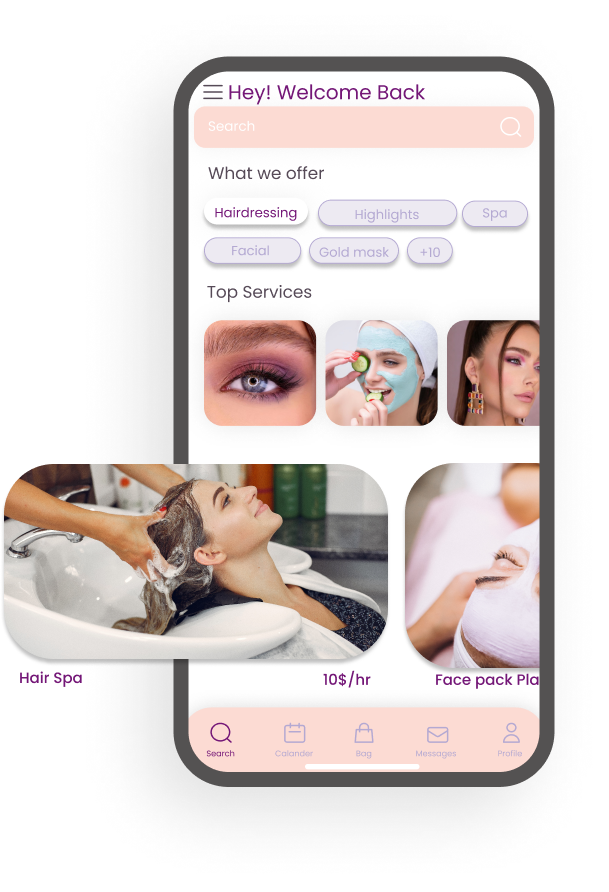 Hey! Welcome Back
Search
What we offer
Hairdressing Highlights Spa
Facial Gold mask +10
Top Services
Hair Spa 10$/hr Face pack Pla
Search Calander Bag Messages Profile